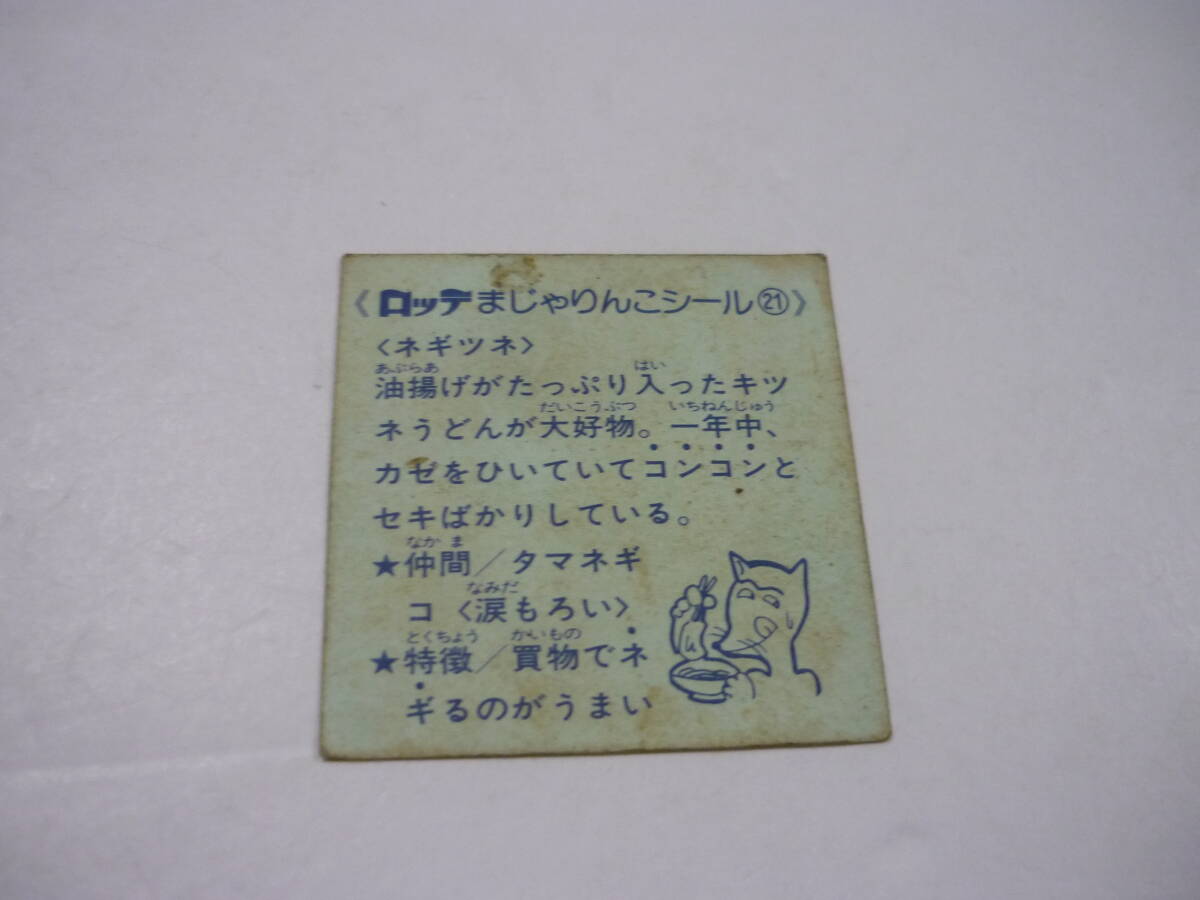 《ロッテまじゃりんこシール㉑》
〈ネギツネ〉
あぶらあ はい
油揚げがたっぷり入ったキツ
だいこうぶつ いちねんじゅう
ネうどんが大好物。一年中、
カゼをひいていてコンコンと
セキばかりしている。
なかま
★仲間／タマネギ
なみだ
コ〈涙もろい〉
とくちょう かいもの
★特徴／買物でネ
ギるのがうまい